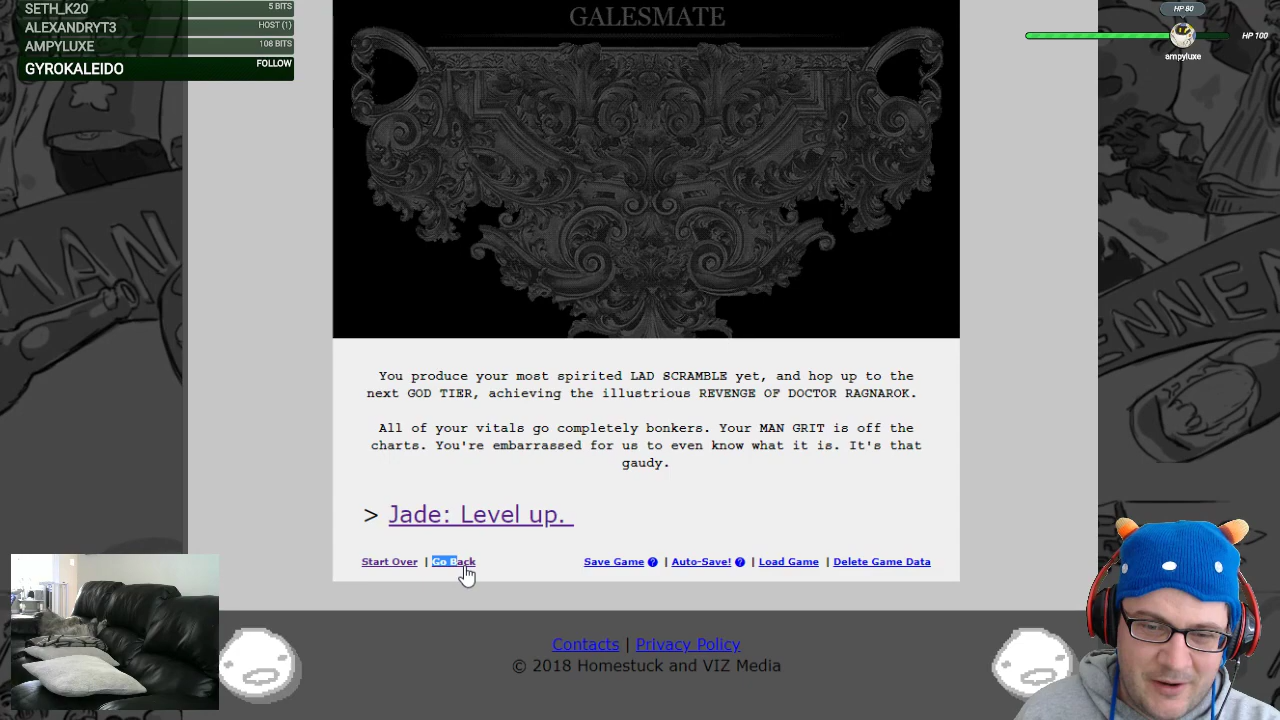 SETH_K20 5 BITS
ALEXANDRYT3 HOST (1)
AMPYLUXE 108 BITS
GYROKALEIDO FOLLOW
GALESMATE
HP 80
HP 100
ampyluxe
You produce your most spirited LAD SCRAMBLE yet, and hop up to the
next GOD TIER, achieving the illustrious REVENGE OF DOCTOR RAGNAROK.
All of your vitals go completely bonkers. Your MAN GRIT is off the
charts. You're embarrassed for us to even know what it is. It's that
gaudy.
> Jade: Level up.
Start Over | Go Back Save Game ? | Auto-Save! ? | Load Game | Delete Game Data
Contacts | Privacy Policy
© 2018 Homestuck and VIZ Media